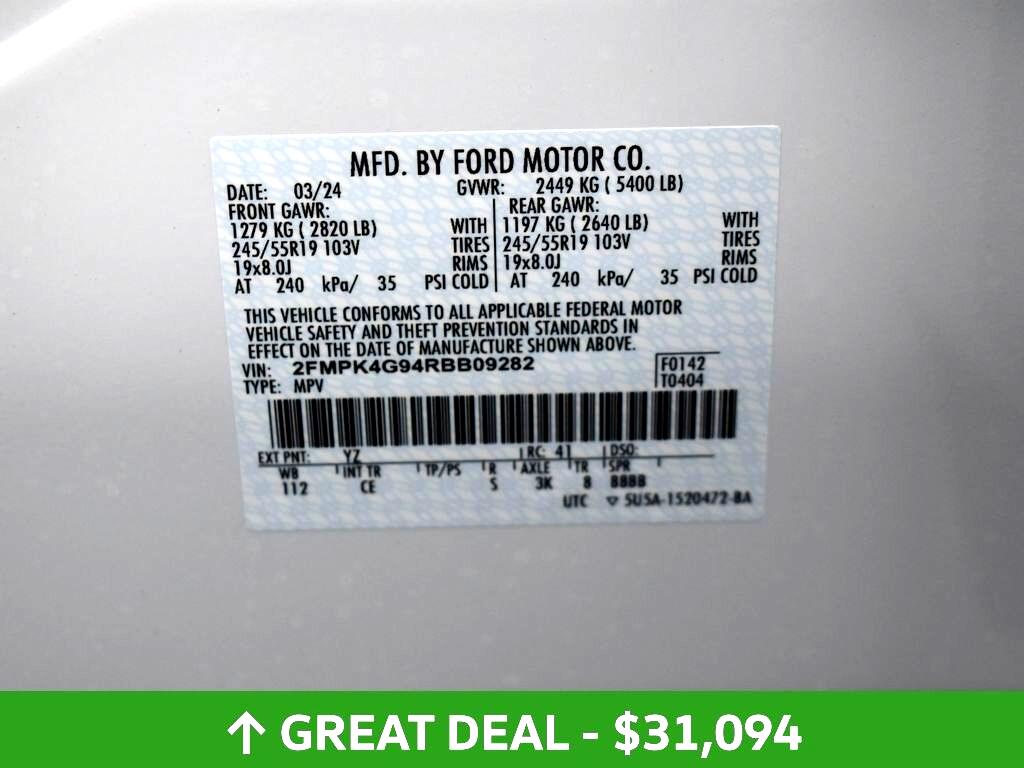 MFD. BY FORD MOTOR CO.
DATE: 03/24 GVWR: 2449 KG ( 5400 LB)
FRONT GAWR: REAR GAWR:
1279 KG ( 2820 LB) WITH 1197 KG ( 2640 LB) WITH
245/55R19 103V TIRES 245/55R19 103V TIRES
19x8.0J RIMS 19x8.0J RIMS
AT 240 kPa/ 35 PSI COLD AT 240 kPa/ 35 PSI COLD
THIS VEHICLE CONFORMS TO ALL APPLICABLE FEDERAL MOTOR
VEHICLE SAFETY AND THEFT PREVENTION STANDARDS IN
EFFECT ON THE DATE OF MANUFACTURE SHOWN ABOVE.
VIN: 2FMPK4G94RBB09282 F0142
TYPE: MPV T0404
EXT PNT: YZ RC: 41 DSO:
WB INT TR TP/PS R AXLE TR SPR
112 CE S 3K 8 BBBB
UTC ▽ 5U5A-1520472-BA
↑ GREAT DEAL - $31,094